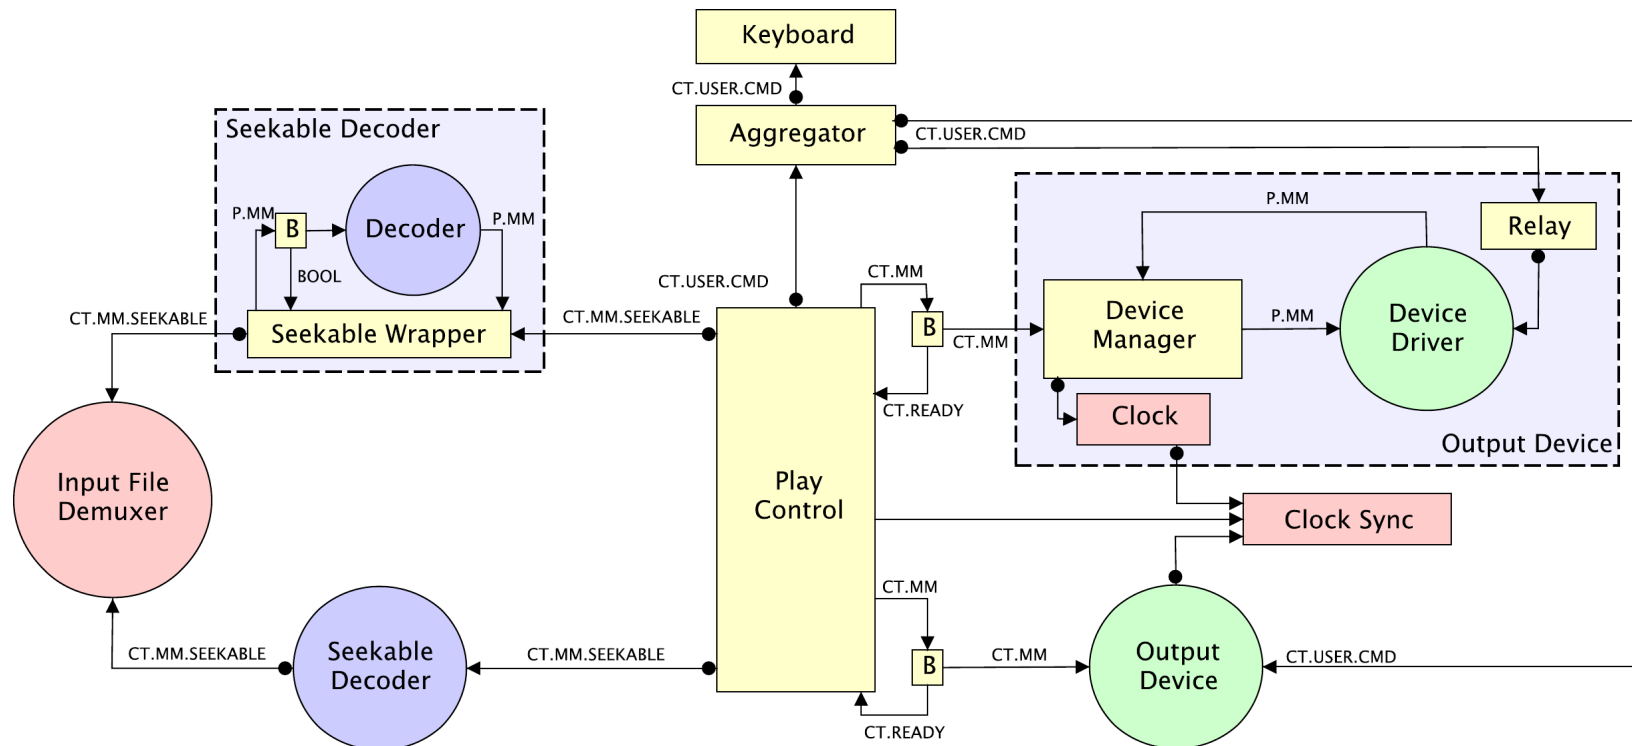 Keyboard
CT.USER.CMD
Aggregator
CT.USER.CMD
Seekable Decoder
P.MM
B
Decoder
P.MM
BOOL
CT.MM.SEEKABLE
Seekable Wrapper
CT.MM.SEEKABLE
CT.USER.CMD
CT.MM
B
CT.MM
CT.READY
P.MM
Relay
Device
Manager
P.MM
Device
Driver
Clock
Output Device
Input File
Demuxer
Play
Control
Clock Sync
CT.MM.SEEKABLE
Seekable
Decoder
CT.MM.SEEKABLE
CT.MM
B
CT.MM
CT.READY
Output
Device
CT.USER.CMD